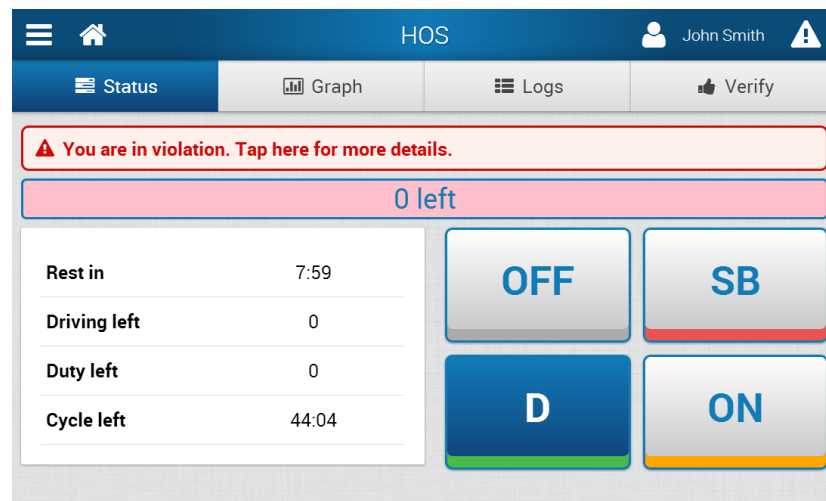 HOS
John Smith
Status
Graph
Logs
Verify
You are in violation. Tap here for more details.
0 left
Rest in 7:59
Driving left 0
Duty left 0
Cycle left 44:04
OFF
SB
D
ON